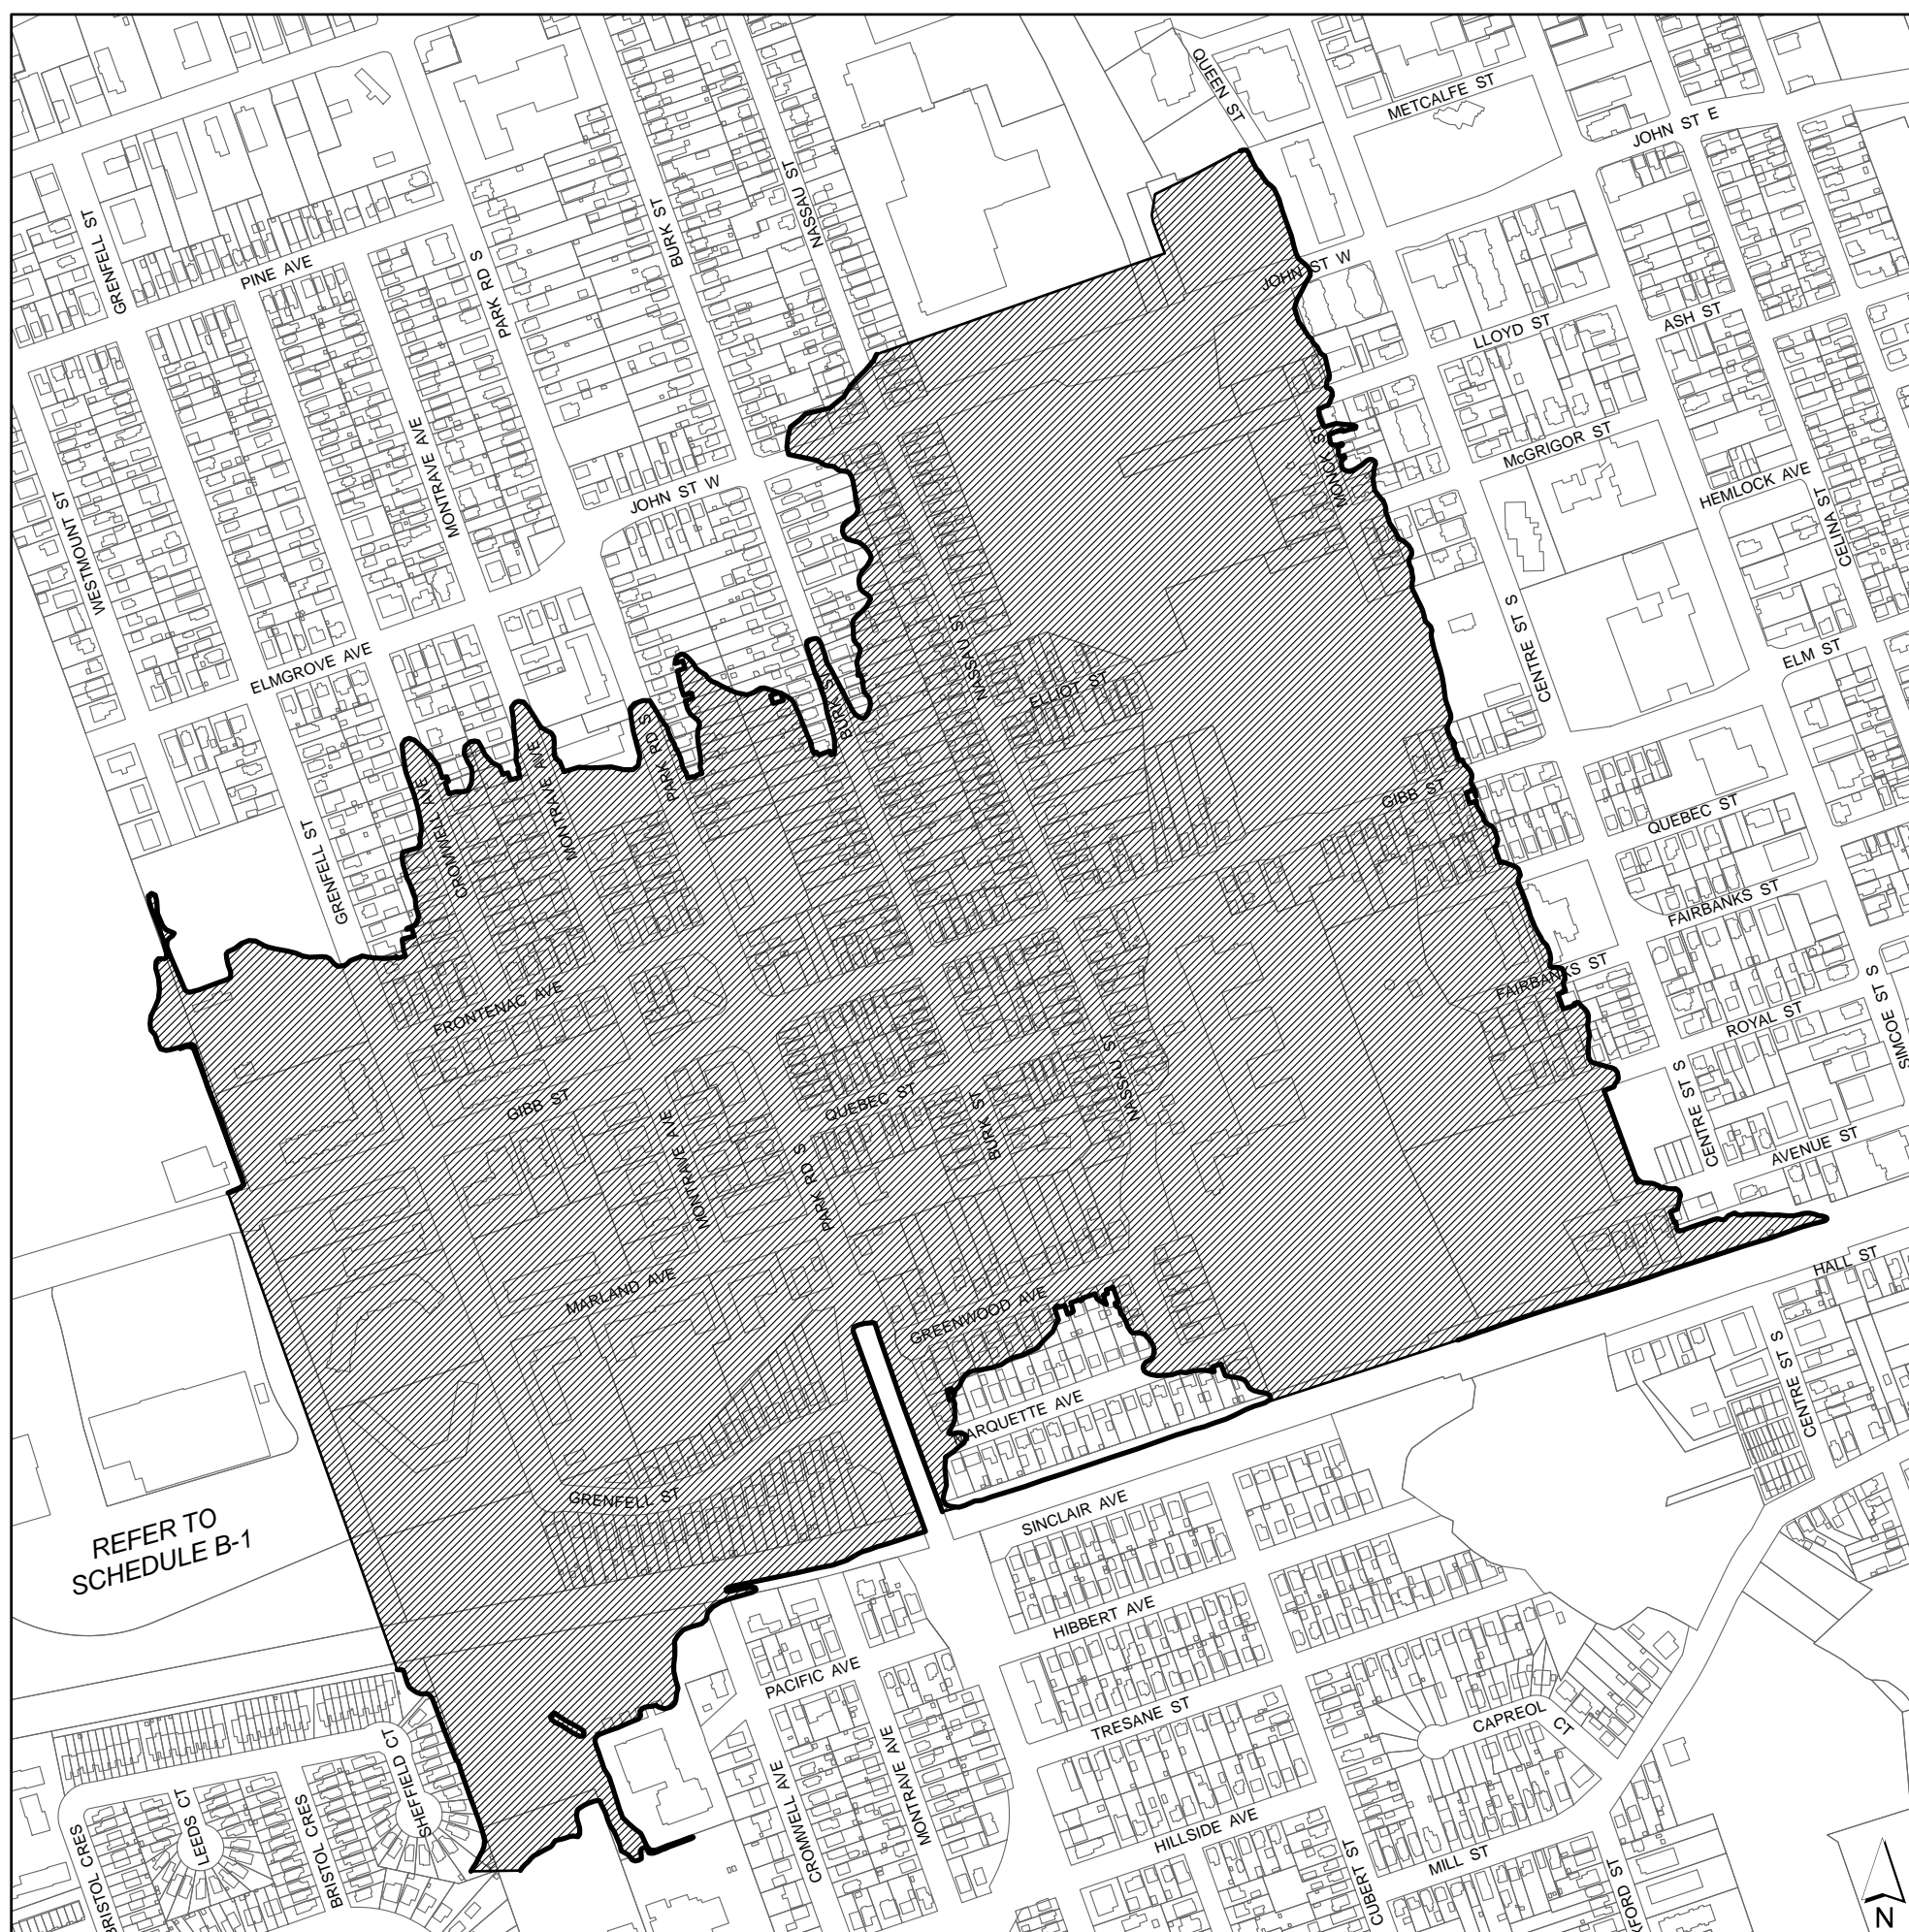 QUEEN ST
METCALFE ST
JOHN ST E
NASSAU ST
BURK ST
GRENFELL ST
PINE AVE
PARK RD S
JOHN ST W
LLOYD ST
ASH ST
MONTRAVE AVE
WESTMOUNT ST
JOHN ST W
MONCK ST
McGRIGOR ST
HEMLOCK AVE
CELINA ST
ELMGROVE AVE
CENTRE ST S
ELM ST
NASSAU ST
ELLIOT ST
BURK ST
PARK RD S
MONTRAVE AVE
CROMWELL AVE
GRENFELL ST
GIBB ST
QUEBEC ST
FAIRBANKS ST
FAIRBANKS ST
FRONTENAC AVE
ROYAL ST
SIMCOE ST S
GIBB ST
QUEBEC ST
NASSAU ST
BURK ST
MONTRAVE AVE
PARK RD S
CENTRE ST S
AVENUE ST
HALL ST
MARLAND AVE
GREENWOOD AVE
MARQUETTE AVE
CENTRE ST S
GRENFELL ST
SINCLAIR AVE
REFER TO
SCHEDULE B-1
HIBBERT AVE
PACIFIC AVE
TRESANE ST
CAPREOL CT
CROMWELL AVE
MONTRAVE AVE
HILLSIDE AVE
MILL ST
CUBERT ST
SHEFFIELD CT
LEEDS CT
BRISTOL CRES
BRISTOL CRES
N